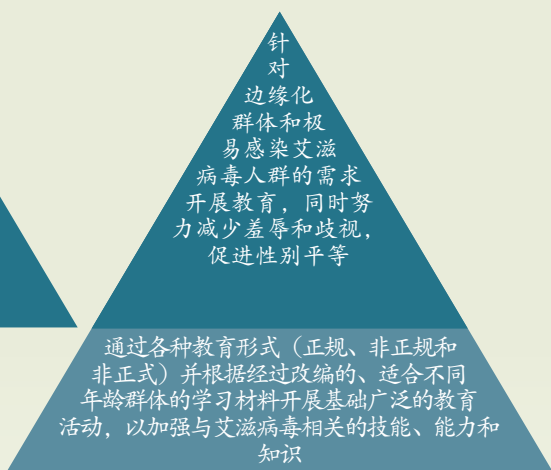 针
对
边缘化
群体和极
易感染艾滋
病毒人群的需求
开展教育，同时努
力减少羞辱和歧视，
促进性别平等
通过各种教育形式（正规、非正规和
非正式）并根据经过改编的、适合不同
年龄群体的学习材料开展基础广泛的教育
活动，以加强与艾滋病毒相关的技能、能力和
知识